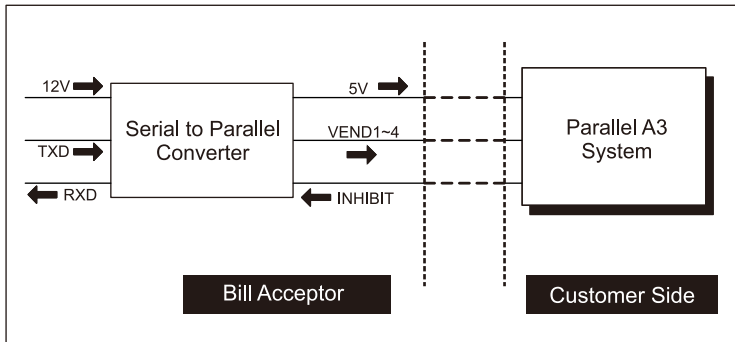 12V
5V
Serial to Parallel
Converter
VEND1~4
TXD
RXD
INHIBIT
Parallel A3
System
Bill Acceptor
Customer Side